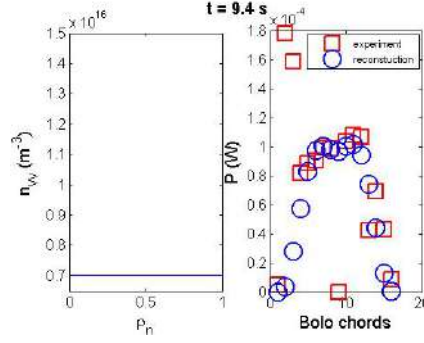 t = 9.4 s
1.5 x 10^16
1.4
1.3
1.2
1.1
1
0.9
0.8
0.7
0
0.5
1
n_W (m^-3)
ρ_n
1.8 x 10^-4
1.6
1.4
1.2
1
0.8
0.6
0.4
0.2
0
0
10
20
P (W)
Bolo chords
experiment
reconstuction